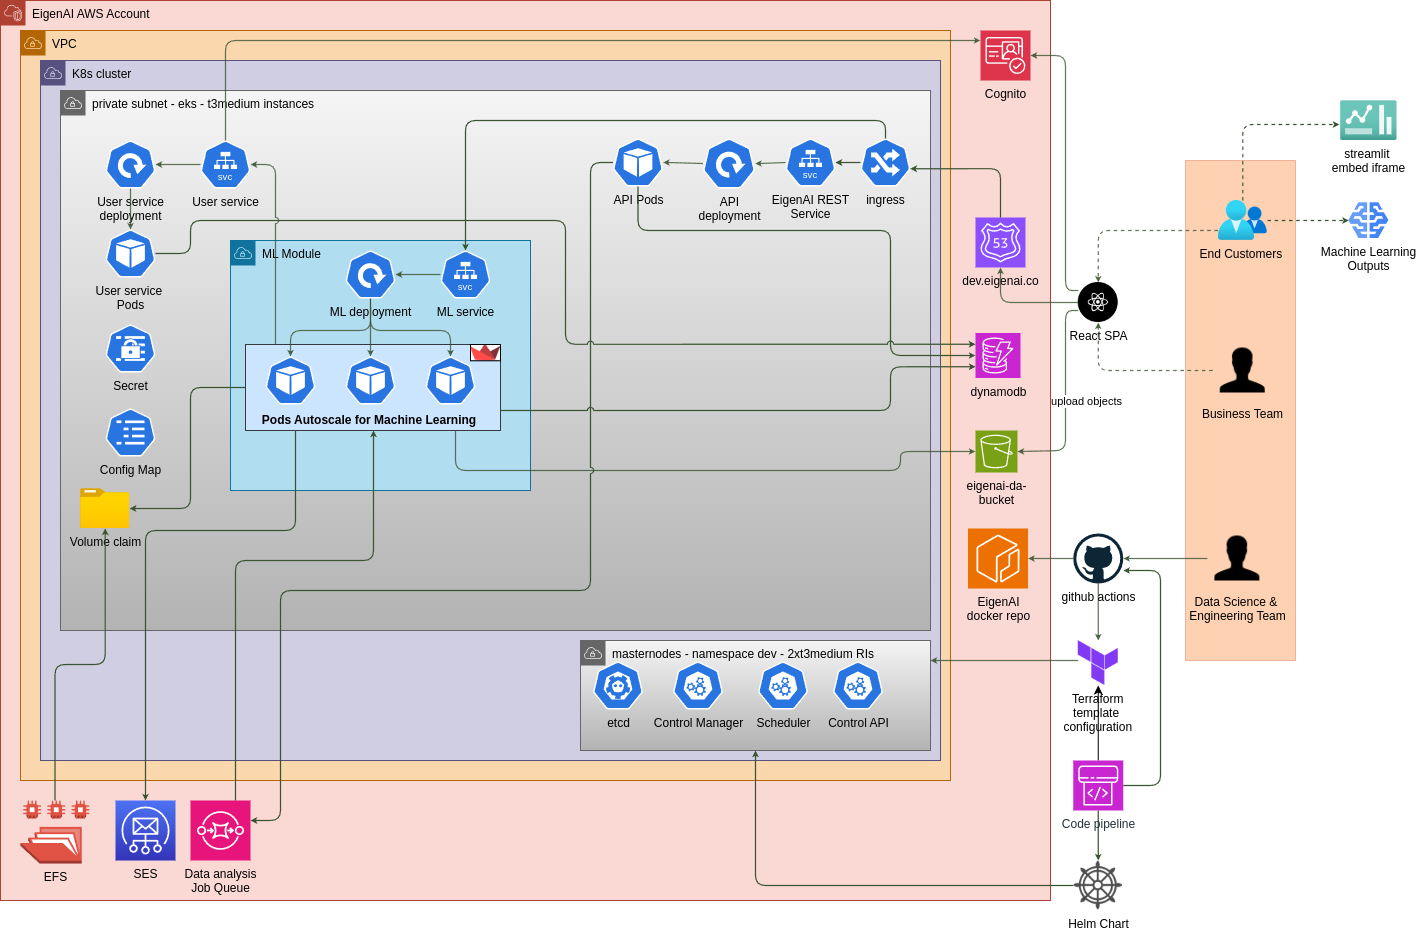 EigenAI AWS Account
VPC
K8s cluster
private subnet - eks - t3medium instances
Cognito
streamlit
embed iframe
svc
svc
User service
deployment
User service
API Pods
API
deployment
EigenAI REST
Service
ingress
53
dev.eigenai.co
End Customers
Machine Learning
Outputs
ML Module
User service
Pods
svc
ML deployment
ML service
React SPA
Secret
dynamodb
upload objects
Business Team
Pods Autoscale for Machine Learning
Config Map
eigenai-da-
bucket
Volume claim
EigenAI
docker repo
github actions
Data Science &
Engineering Team
masternodes - namespace dev - 2xt3medium RIs
etcd
Control Manager
Scheduler
Control API
Terraform
template
configuration
Code pipeline
EFS
SES
Data analysis
Job Queue
Helm Chart